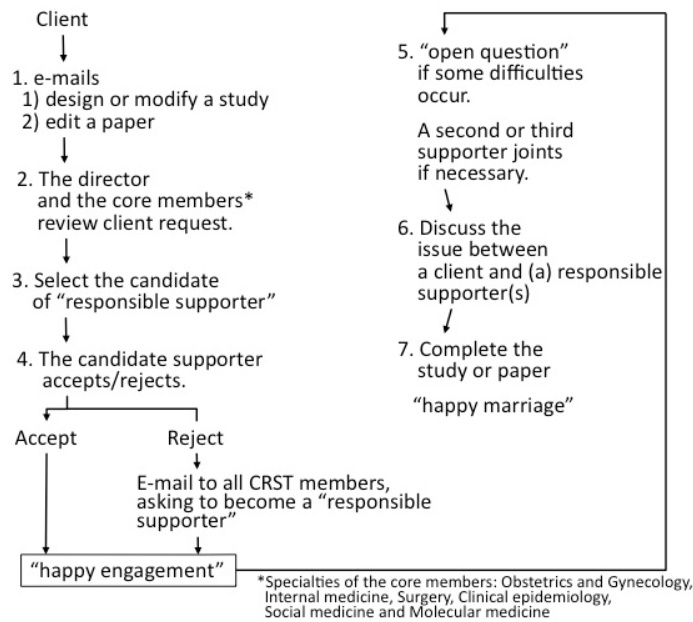 Client
1. e-mails
1) design or modify a study
2) edit a paper
2. The director
and the core members*
review client request.
3. Select the candidate
of “responsible supporter”
4. The candidate supporter
accepts/rejects.
Accept
Reject
E-mail to all CRST members,
asking to become a “responsible
supporter”
“happy engagement”
5. “open question”
if some difficulties
occur.
A second or third
supporter joints
if necessary.
6. Discuss the
issue between
a client and (a) responsible
supporter(s)
7. Complete the
study or paper
“happy marriage”
*Specialties of the core members: Obstetrics and Gynecology,
Internal medicine, Surgery, Clinical epidemiology,
Social medicine and Molecular medicine